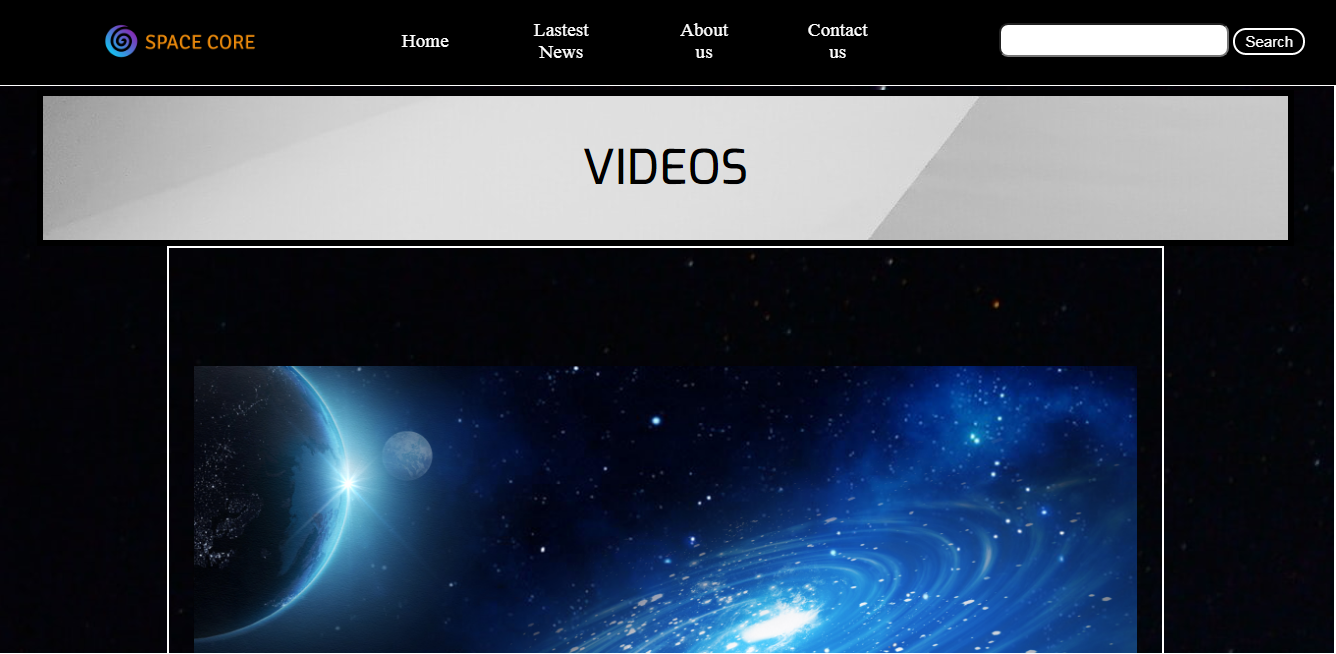 SPACE CORE
Home
Lastest
News
About
us
Contact
us
Search
VIDEOS